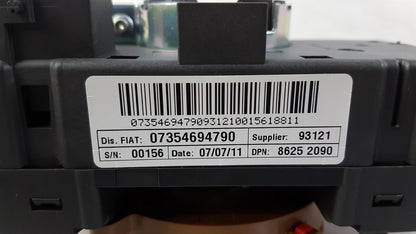 07354694790931210015618811
Dis. FIAT: 07354694790 Supplier: 93121
S/N: 00156 Date: 07/07/11 DPN: 8625 2090